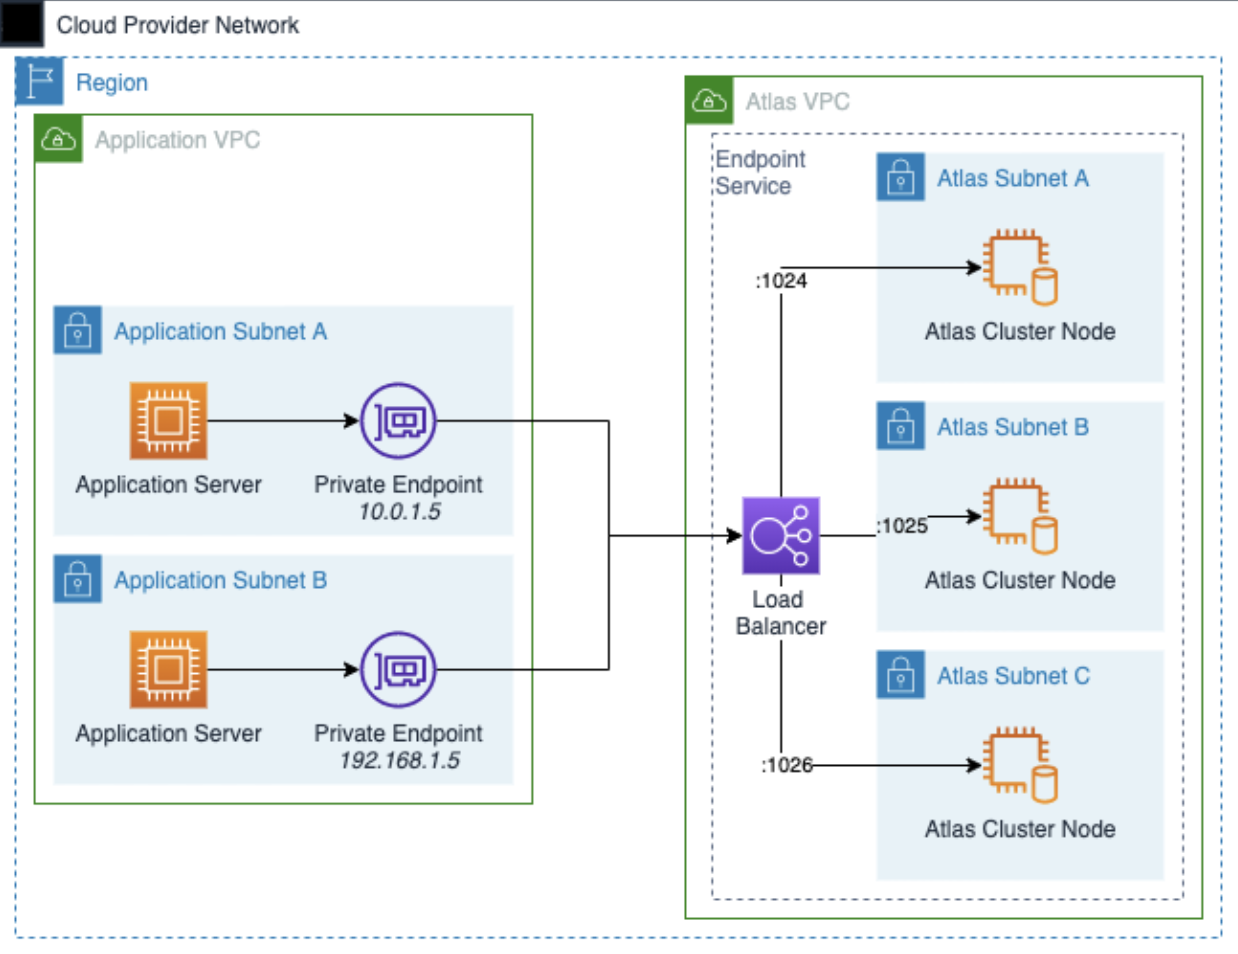 Cloud Provider Network
Region
Application VPC
Application Subnet A
Application Server
Private Endpoint
10.0.1.5
Application Subnet B
Application Server
Private Endpoint
192.168.1.5
Atlas VPC
Endpoint
Service
Load
Balancer
:1024
:1025
:1026
Atlas Subnet A
Atlas Cluster Node
Atlas Subnet B
Atlas Cluster Node
Atlas Subnet C
Atlas Cluster Node